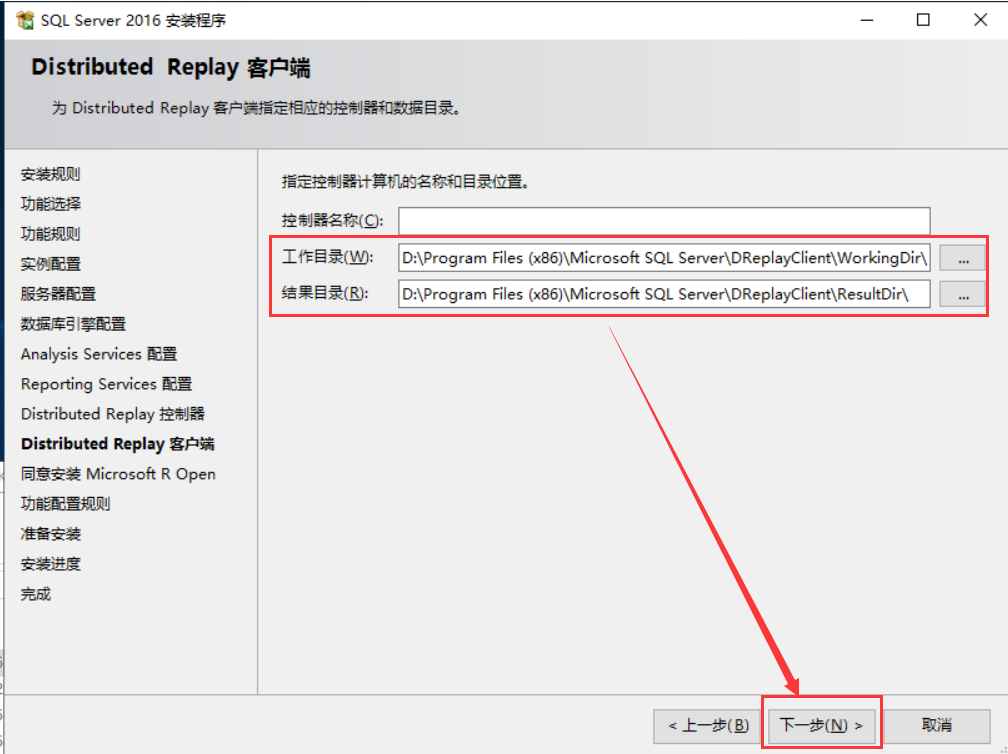 SQL Server 2016 安装程序
Distributed Replay 客户端
为 Distributed Replay 客户端指定相应的控制器和数据目录。
安装规则
功能选择
功能规则
实例配置
服务器配置
数据库引擎配置
Analysis Services 配置
Reporting Services 配置
Distributed Replay 控制器
Distributed Replay 客户端
同意安装 Microsoft R Open
功能配置规则
准备安装
安装进度
完成
指定控制器计算机的名称和目录位置。
控制器名称(C):
工作目录(W): D:\Program Files (x86)\Microsoft SQL Server\DReplayClient\WorkingDir\ ...
结果目录(R): D:\Program Files (x86)\Microsoft SQL Server\DReplayClient\ResultDir\ ...
< 上一步(B) 下一步(N) > 取消